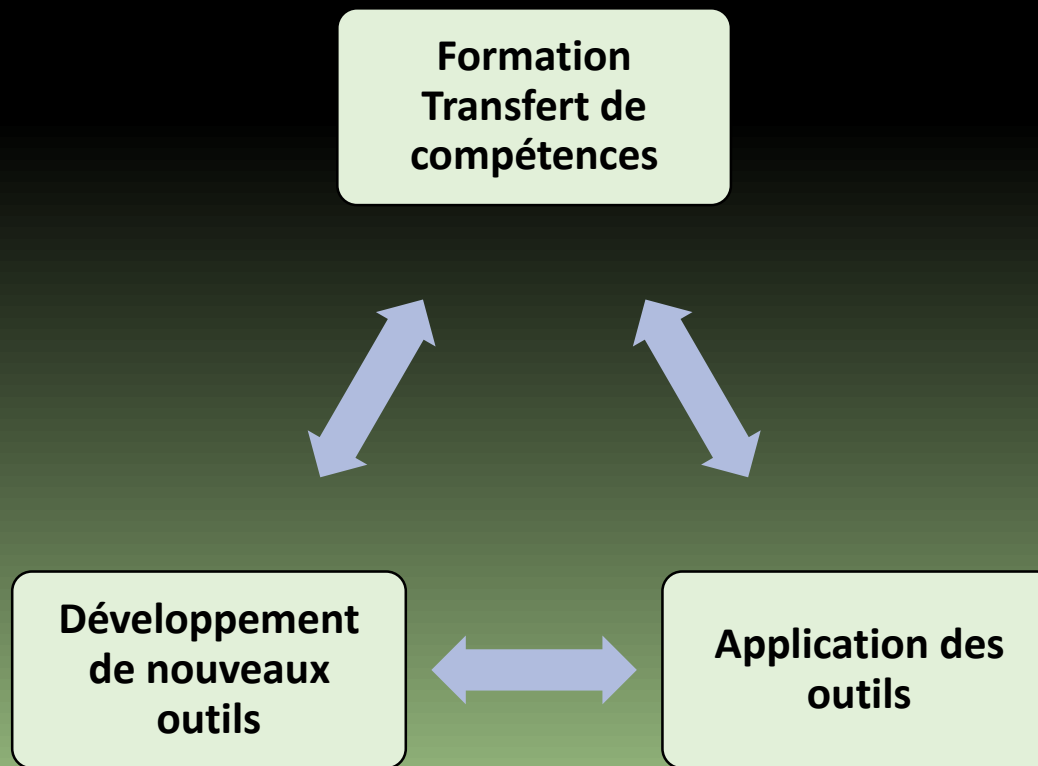 Formation
Transfert de
compétences
Développement
de nouveaux
outils
Application des
outils